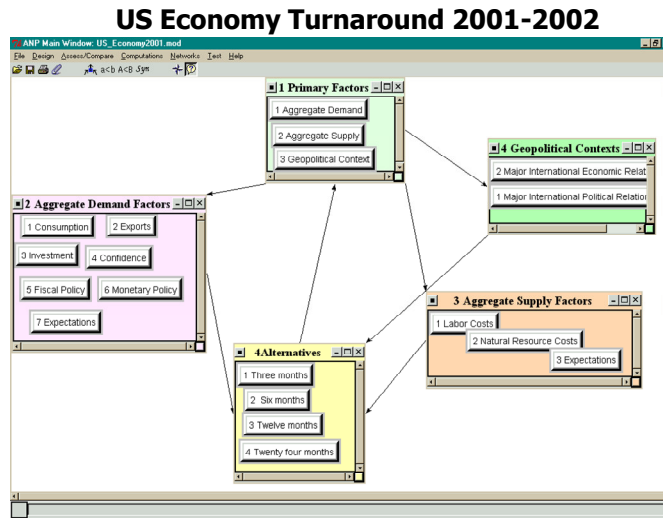 US Economy Turnaround 2001-2002
ANP Main Window: US_Economy2001.mod
File Design Assess/Compare Computations Networks Test Help
a<b A<B Sym
1 Primary Factors
1 Aggregate Demand
2 Aggregate Supply
3 Geopolitical Context
4 Geopolitical Contexts
2 Major International Economic Relat
1 Major International Political Relation
2 Aggregate Demand Factors
1 Consumption
2 Exports
3 Investment
4 Confidence
5 Fiscal Policy
6 Monetary Policy
7 Expectations
3 Aggregate Supply Factors
1 Labor Costs
2 Natural Resource Costs
3 Expectations
4Alternatives
1 Three months
2 Six months
3 Twelve months
4 Twenty four months